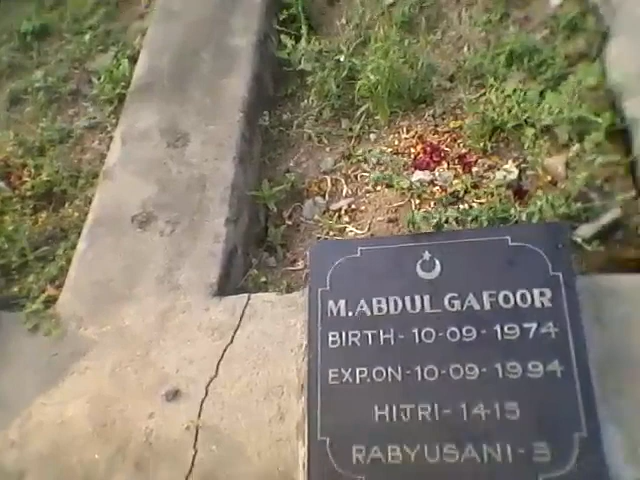 M.ABDUL GAFOOR
BIRTH-10-09-1974
EXP.ON-10-09-1994
HIJRI-1415
RABYUSANI-3